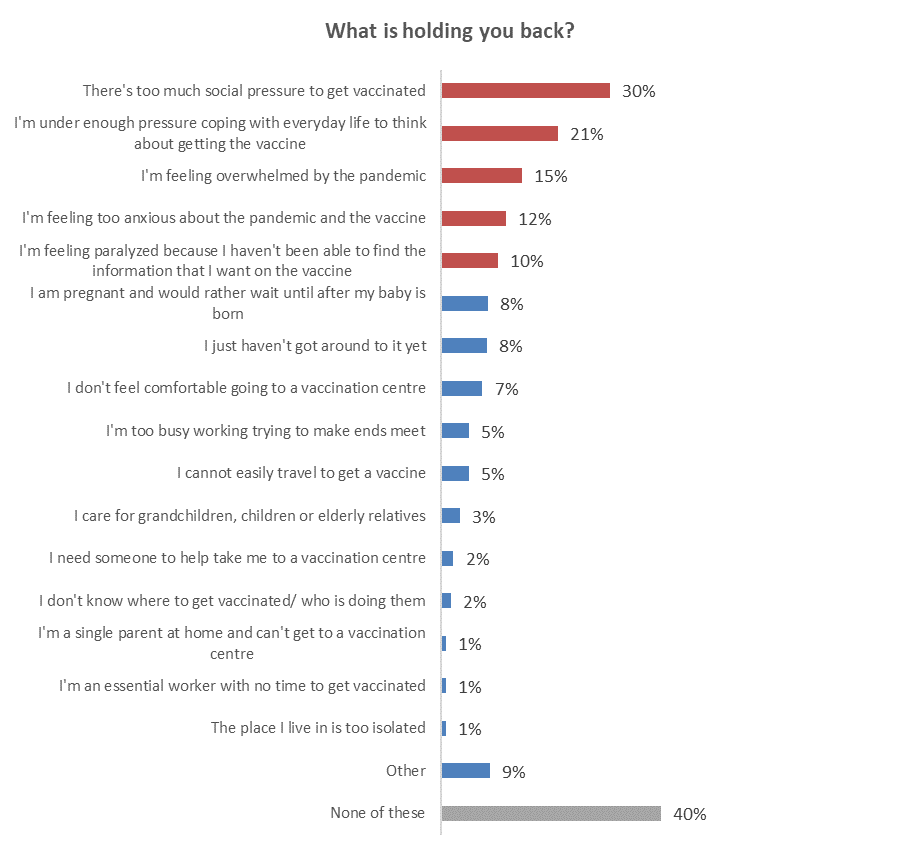 What is holding you back?
There's too much social pressure to get vaccinated 30%
I'm under enough pressure coping with everyday life to think
about getting the vaccine 21%
I'm feeling overwhelmed by the pandemic 15%
I'm feeling too anxious about the pandemic and the vaccine 12%
I'm feeling paralyzed because I haven't been able to find the
information that I want on the vaccine 10%
I am pregnant and would rather wait until after my baby is
born 8%
I just haven't got around to it yet 8%
I don't feel comfortable going to a vaccination centre 7%
I'm too busy working trying to make ends meet 5%
I cannot easily travel to get a vaccine 5%
I care for grandchildren, children or elderly relatives 3%
I need someone to help take me to a vaccination centre 2%
I don't know where to get vaccinated/ who is doing them 2%
I'm a single parent at home and can't get to a vaccination
centre 1%
I'm an essential worker with no time to get vaccinated 1%
The place I live in is too isolated 1%
Other 9%
None of these 40%